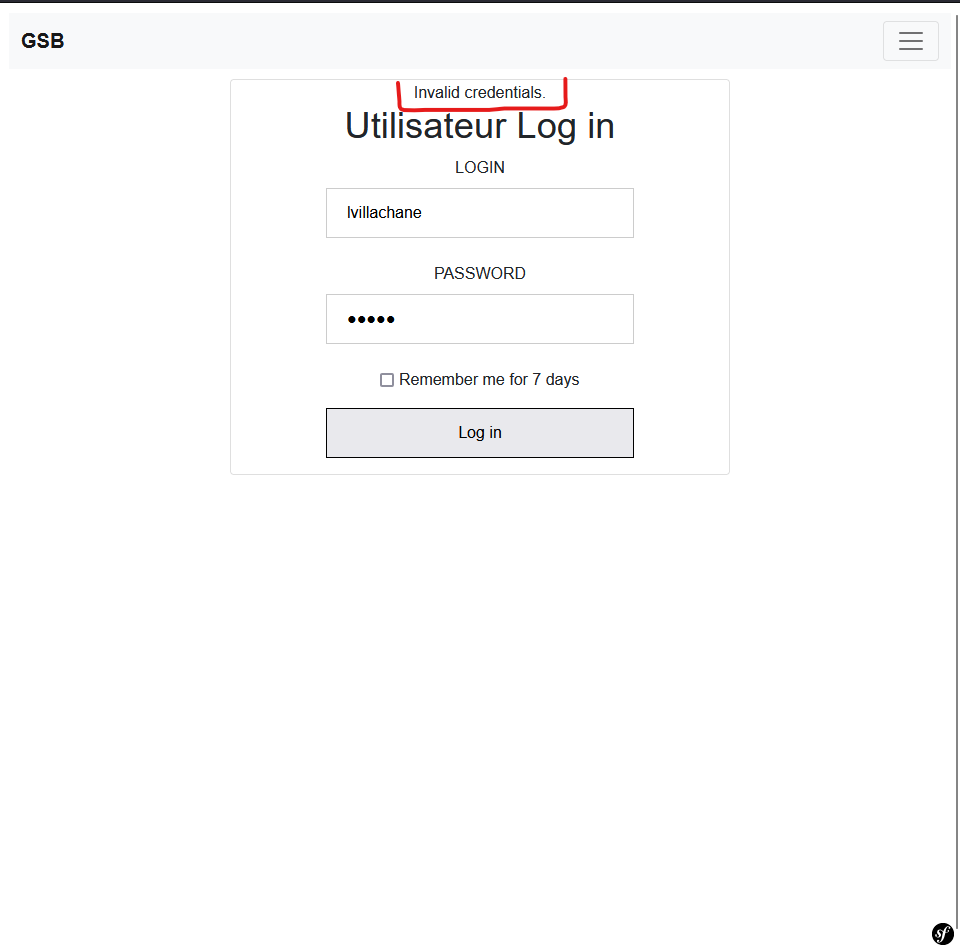 GSB
Invalid credentials.
Utilisateur Log in
LOGIN
lvillachane
PASSWORD
•••••
Remember me for 7 days
Log in
sf